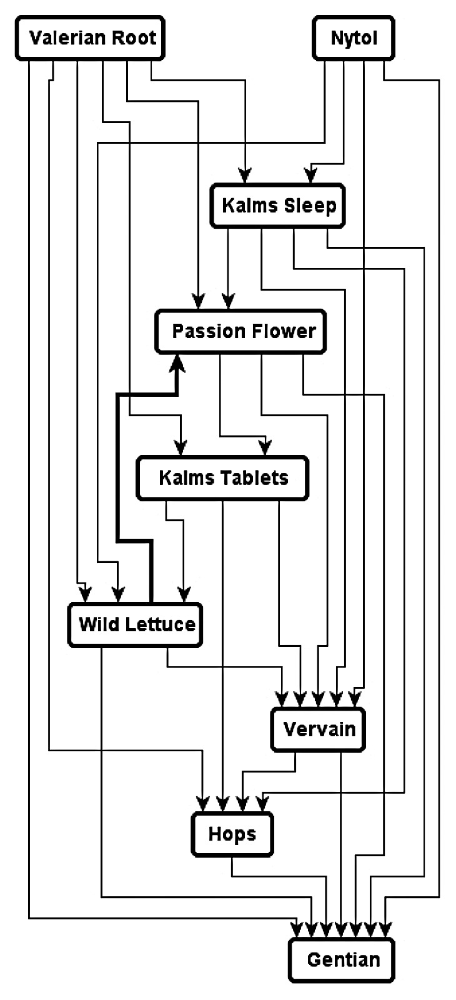 Valerian Root
Nytol
Kalms Sleep
Passion Flower
Kalms Tablets
Wild Lettuce
Vervain
Hops
Gentian